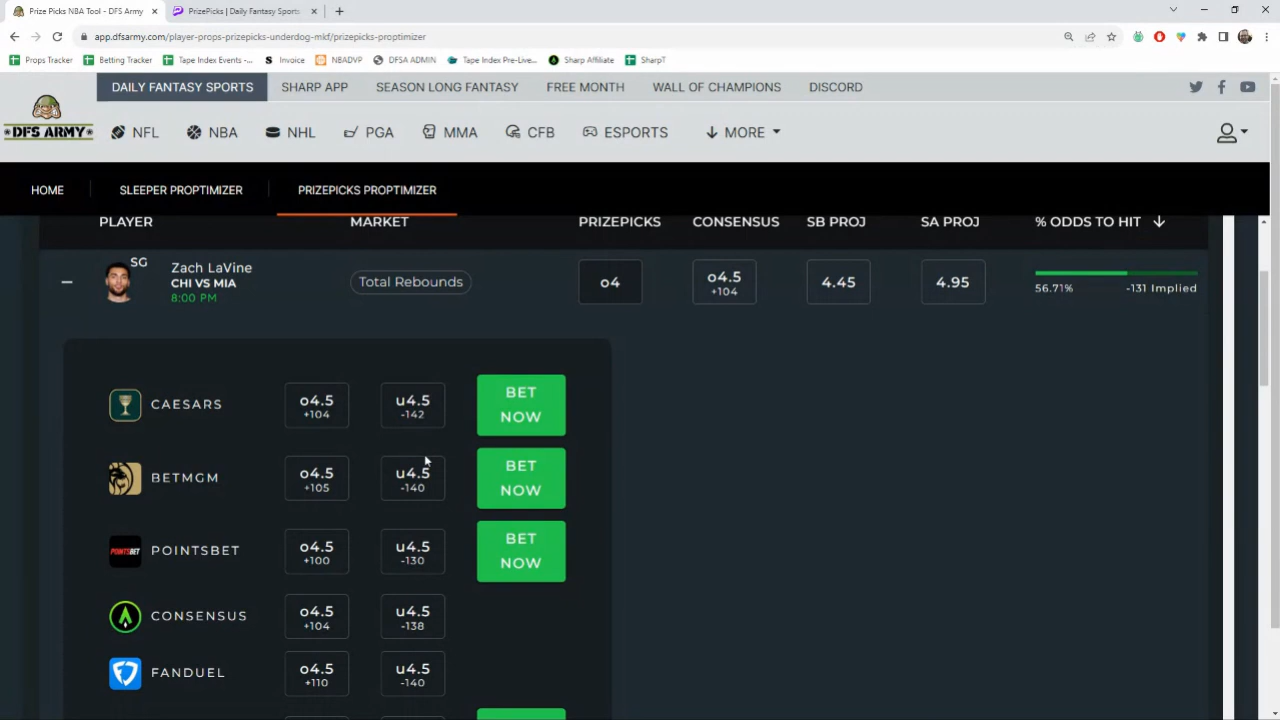 Prize Picks NBA Tool - DFS Army
PrizePicks | Daily Fantasy Sports
app.dfsarmy.com/player-props-prizepicks-underdog-mkf/prizepicks-proptimizer
Props Tracker Betting Tracker Tape Index Events -... Invoice NBADVP DFSA ADMIN Tape Index Pre-Live... Sharp Affiliate SharpT
DAILY FANTASY SPORTS SHARP APP SEASON LONG FANTASY FREE MONTH WALL OF CHAMPIONS DISCORD
DFS ARMY
NFL NBA NHL PGA MMA CFB ESPORTS MORE
HOME SLEEPER PROPTIMIZER PRIZEPICKS PROPTIMIZER
PLAYER MARKET PRIZEPICKS CONSENSUS SB PROJ SA PROJ % ODDS TO HIT
SG
Zach LaVine
CHI VS MIA
8:00 PM
Total Rebounds
o4
o4.5
+104
4.45
4.95
56.71%
-131 Implied
CAESARS
o4.5
+104
u4.5
-142
BET
NOW
BETMGM
o4.5
+105
u4.5
-140
BET
NOW
POINTSBET
POINTSBET
o4.5
+100
u4.5
-130
BET
NOW
CONSENSUS
o4.5
+104
u4.5
-138
FANDUEL
o4.5
+110
u4.5
-140